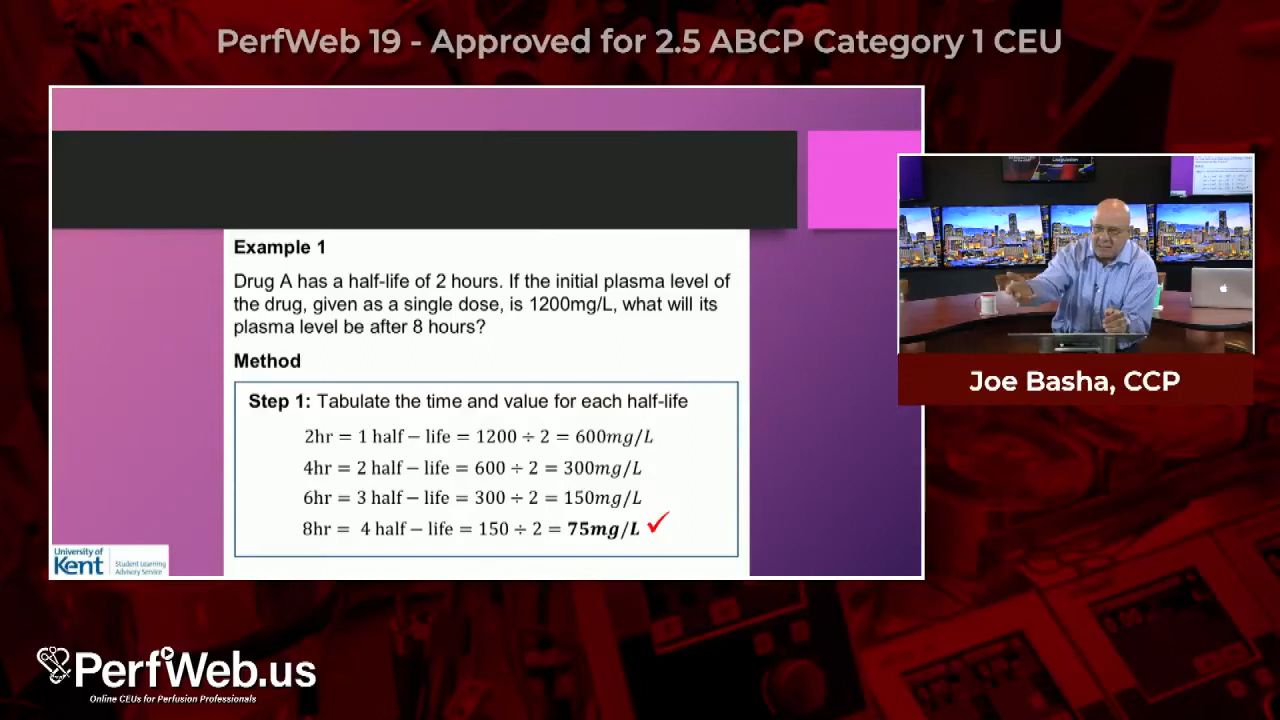 PerfWeb 19 - Approved for 2.5 ABCP Category 1 CEU
Example 1
Drug A has a half-life of 2 hours. If the initial plasma level of
the drug, given as a single dose, is 1200mg/L, what will its
plasma level be after 8 hours?
Method
Step 1: Tabulate the time and value for each half-life
2hr = 1 half − life = 1200 ÷ 2 = 600mg/L
4hr = 2 half − life = 600 ÷ 2 = 300mg/L
6hr = 3 half − life = 300 ÷ 2 = 150mg/L
8hr = 4 half − life = 150 ÷ 2 = 75mg/L
University of
Kent
Student Learning
Advisory Service
Coagulation
Joe Basha, CCP
PerfWeb.us
Online CEUs for Perfusion Professionals